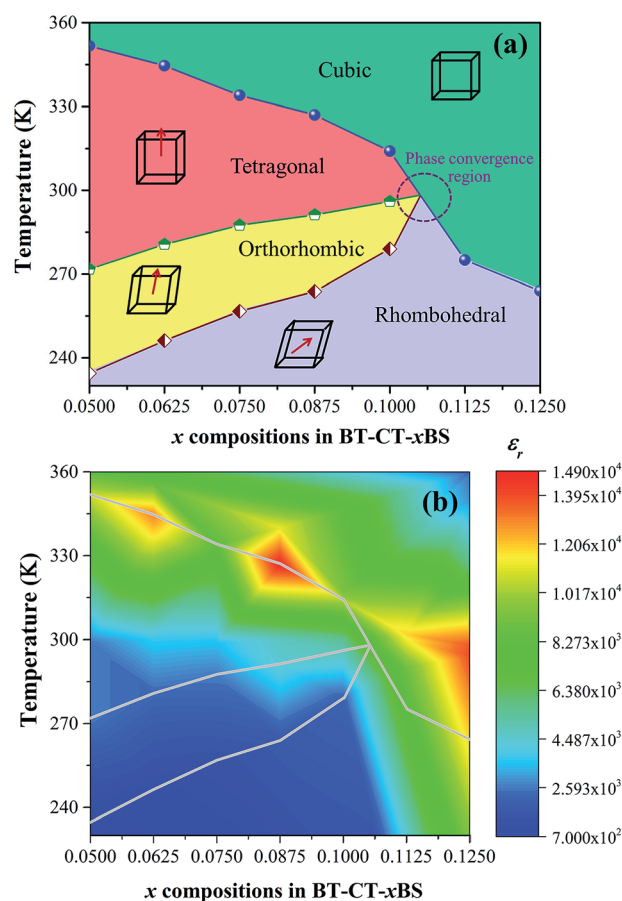 360
330
300
270
240
Temperature (K)
(a)
Cubic
Tetragonal
Phase convergence
region
Orthorhombic
Rhombohedral
0.0500 0.0625 0.0750 0.0875 0.1000 0.1125 0.1250
x compositions in BT-CT-xBS
360
330
300
270
240
Temperature (K)
(b)
0.0500 0.0625 0.0750 0.0875 0.1000 0.1125 0.1250
x compositions in BT-CT-xBS
εr
1.490x10⁴
1.395x10⁴
1.206x10⁴
1.017x10⁴
8.273x10³
6.380x10³
4.487x10³
2.593x10³
7.000x10²